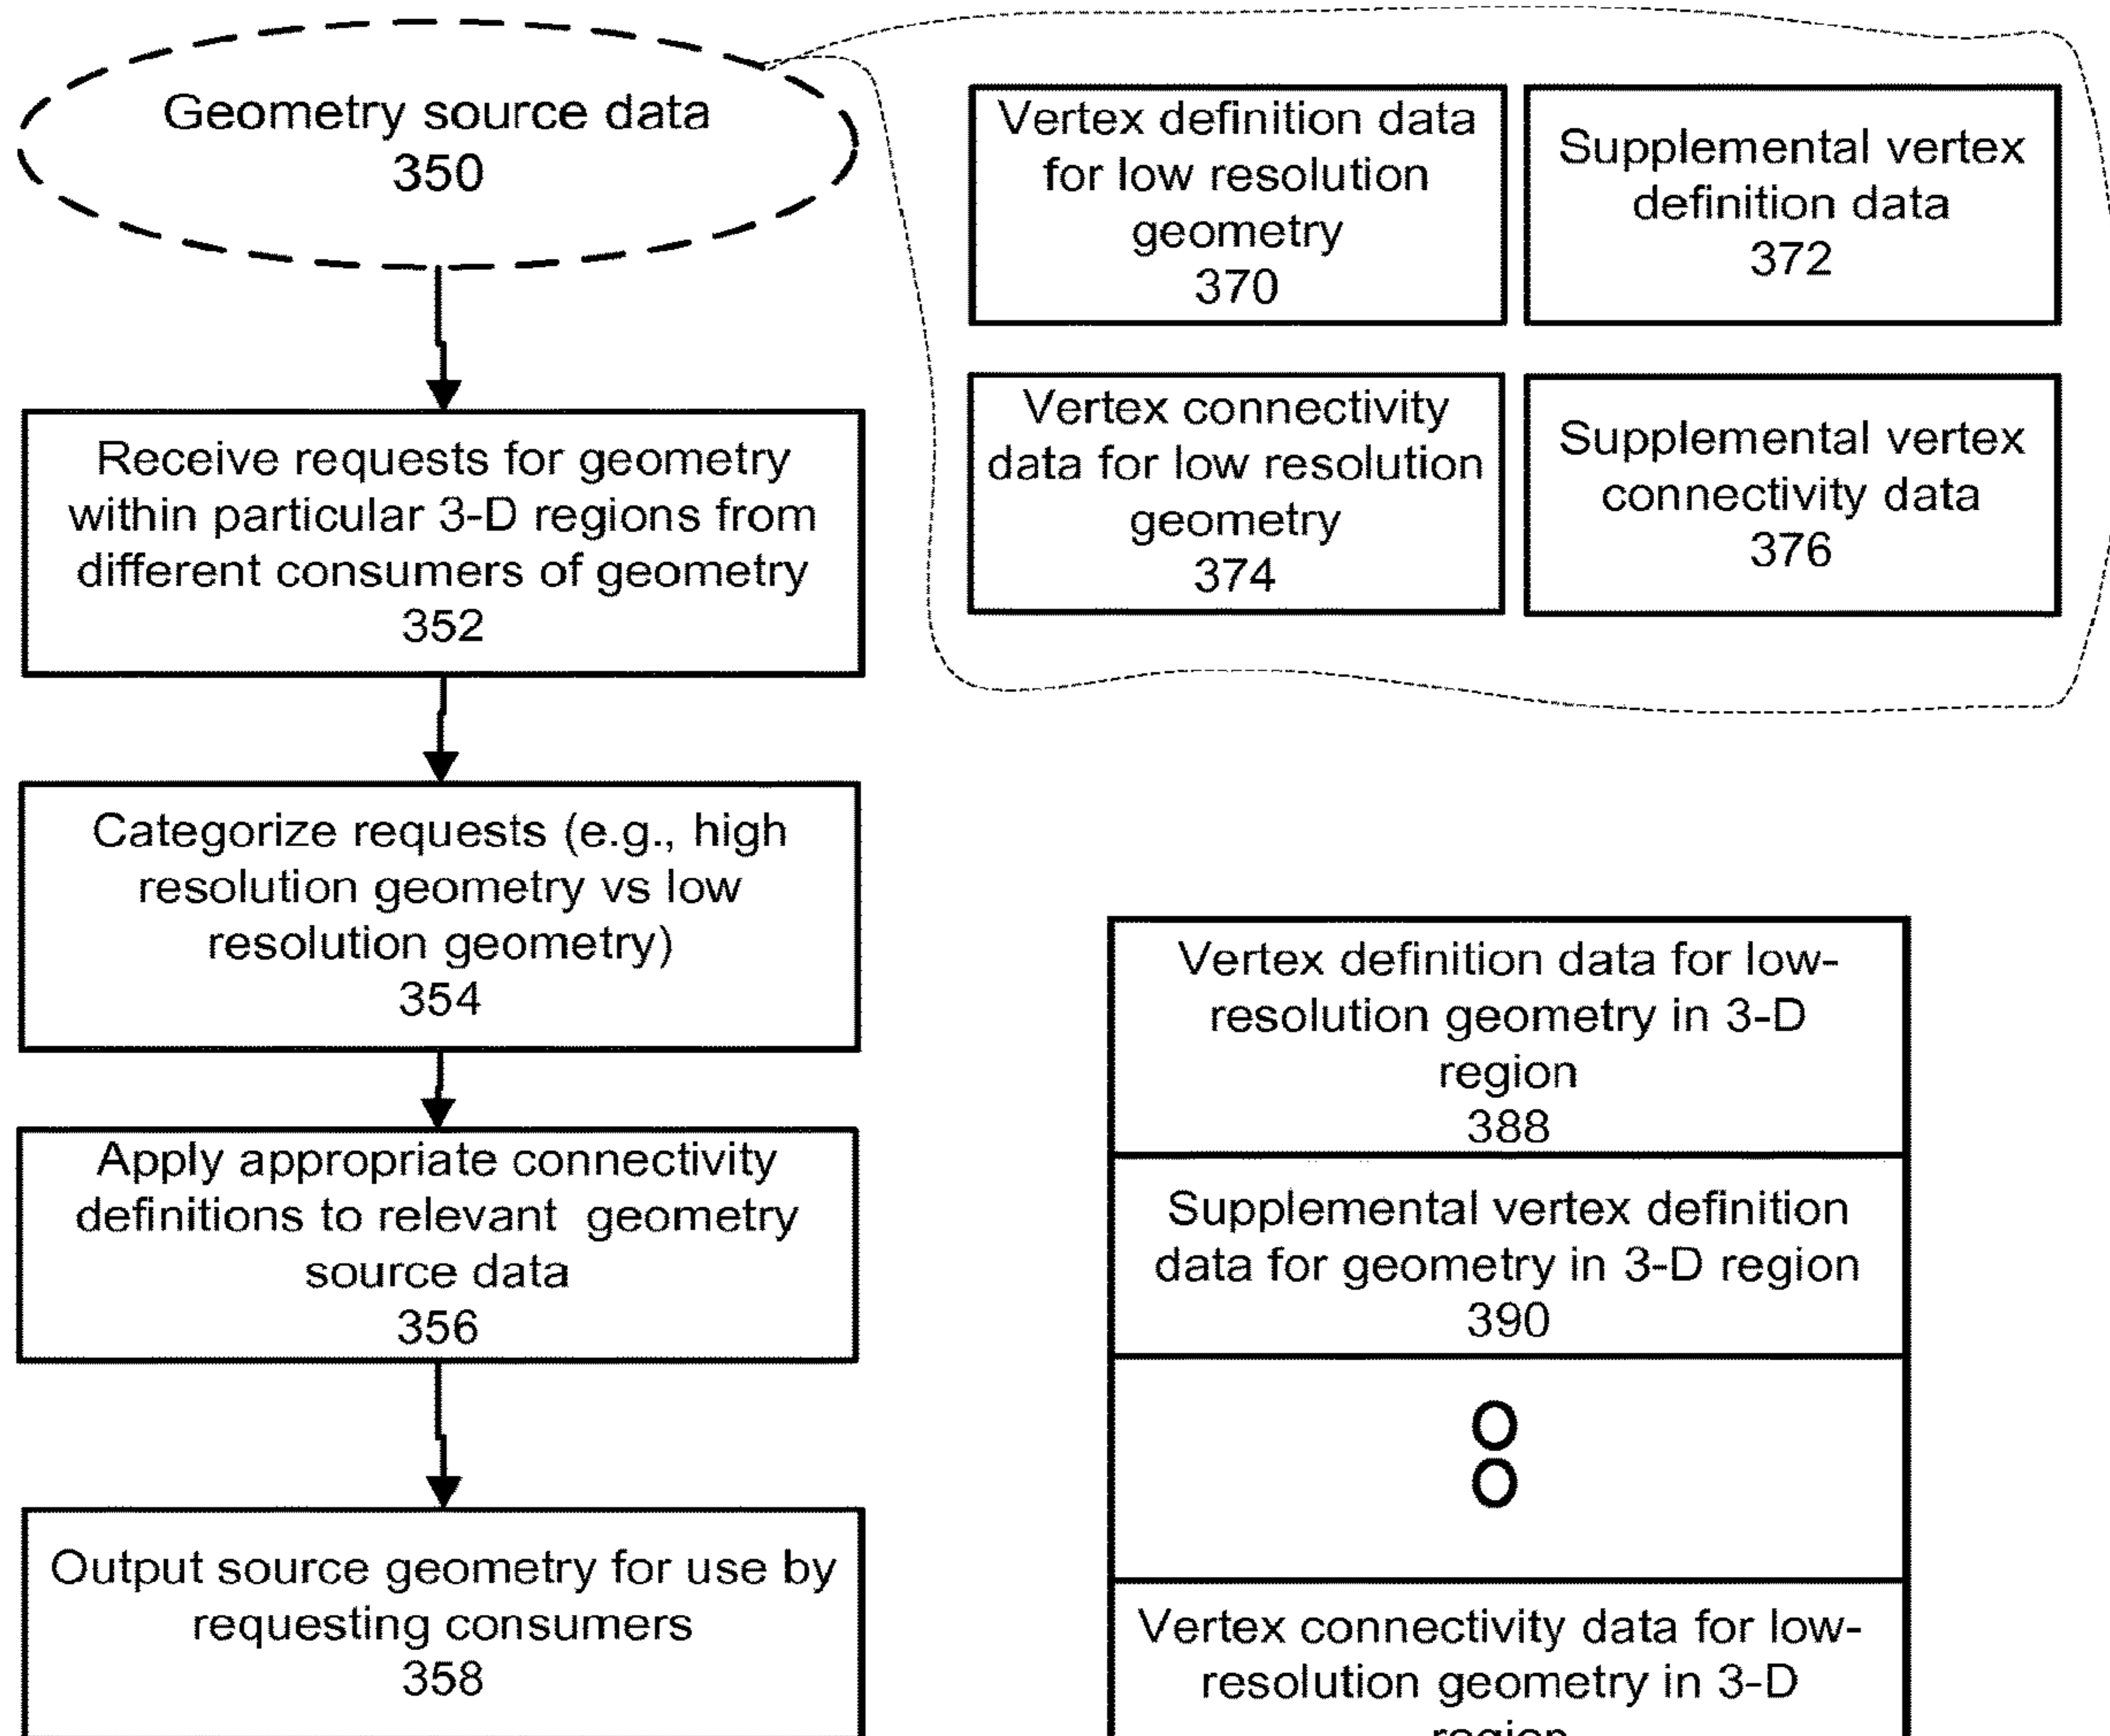 Geometry source data
350
Receive requests for geometry
within particular 3-D regions from
different consumers of geometry
352
Categorize requests (e.g., high
resolution geometry vs low
resolution geometry)
354
Apply appropriate connectivity
definitions to relevant geometry
source data
356
Output source geometry for use by
requesting consumers
358
Vertex definition data
for low resolution
geometry
370
Supplemental vertex
definition data
372
Vertex connectivity
data for low resolution
geometry
374
Supplemental vertex
connectivity data
376
Vertex definition data for low-
resolution geometry in 3-D
region
388
Supplemental vertex definition
data for geometry in 3-D region
390
Vertex connectivity data for low-
resolution geometry in 3-D
region